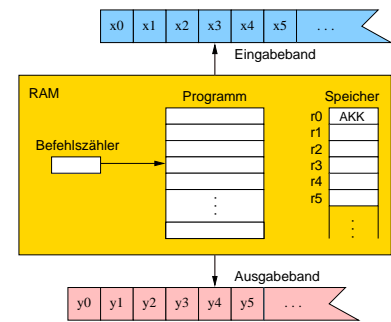 x0 x1 x2 x3 x4 x5 . . .
Eingabeband
RAM Programm Speicher
r0 AKK
r1
Befehlszähler r2
r3
r4
r5
Ausgabeband
y0 y1 y2 y3 y4 y5 . . .